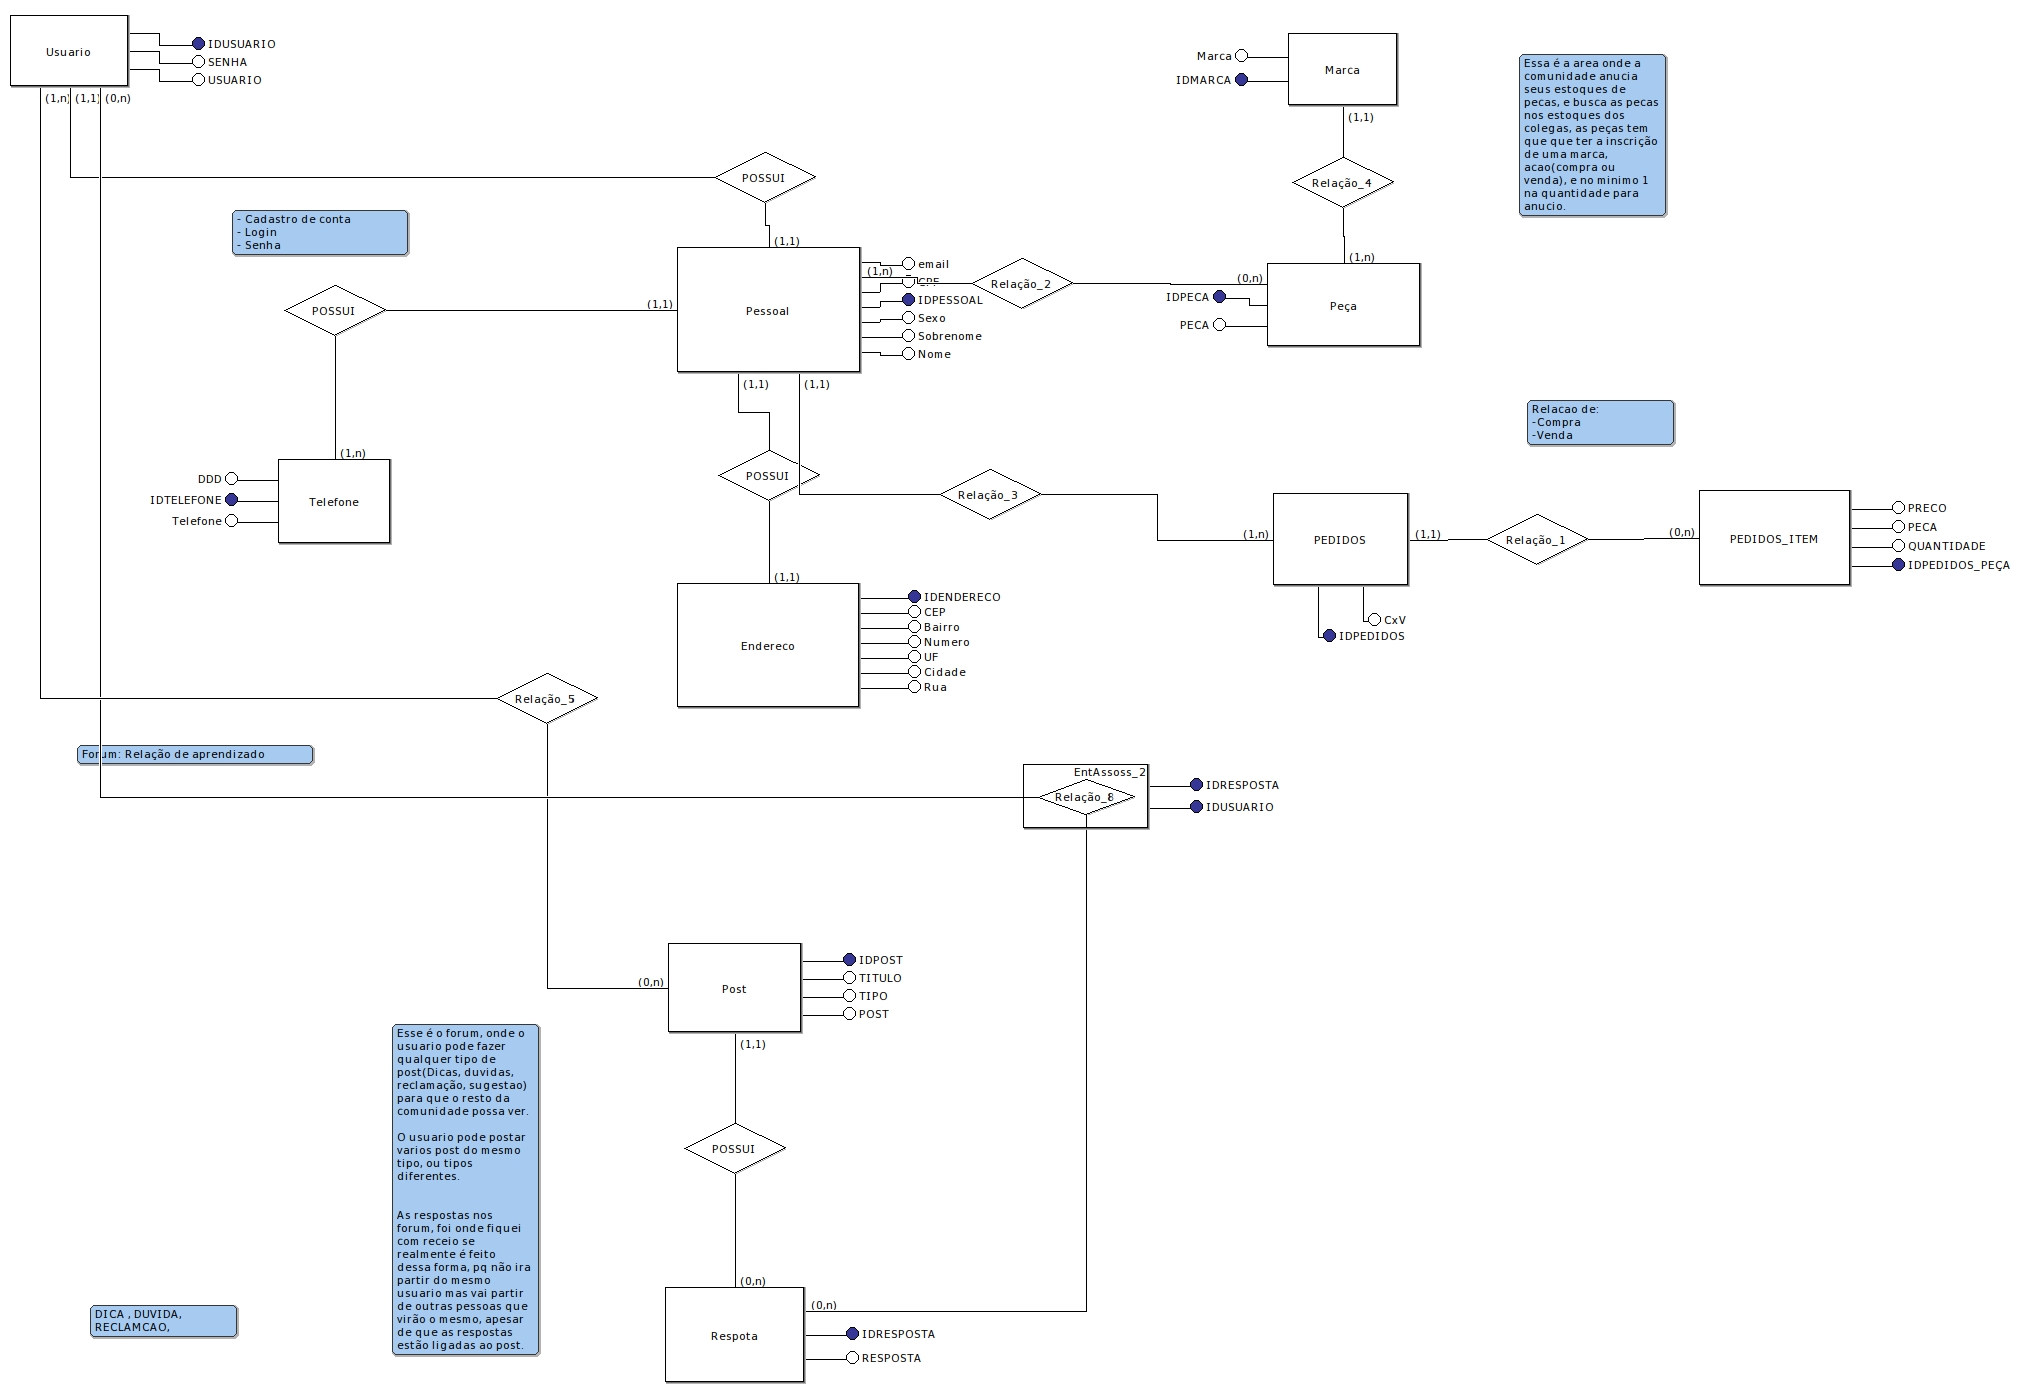 Usuario
IDUSUARIO
SENHA
USUARIO
(1,n) (1,1) (0,n)
Marca
IDMARCA
Marca
(1,1)
Essa é a area onde a
comunidade anucia
seus estoques de
pecas, e busca as pecas
nos estoques dos
colegas, as peças tem
que que ter a inscrição
de uma marca,
acao(compra ou
venda), e no minimo 1
na quantidade para
anucio.
POSSUI
Relação_4
- Cadastro de conta
- Login
- Senha
(1,1)
(1,n)
POSSUI
(1,1)
Pessoal
email
(1,n)
CPF
IDPESSOAL
Sexo
Sobrenome
Nome
Relação_2
(0,n)
IDPECA
PECA
Peça
(1,1)
(1,1)
Relacao de:
-Compra
-Venda
(1,n)
DDD
IDTELEFONE
Telefone
Telefone
POSSUI
Relação_3
(1,n)
PEDIDOS
(1,1)
Relação_1
(0,n)
PEDIDOS_ITEM
PRECO
PECA
QUANTIDADE
IDPEDIDOS_PEÇA
CxV
IDPEDIDOS
(1,1)
Endereco
IDENDERECO
CEP
Bairro
Numero
UF
Cidade
Rua
Relação_5
Forum: Relação de aprendizado
EntAssoss_2
Relação_8
IDRESPOSTA
IDUSUARIO
(0,n)
Post
IDPOST
TITULO
TIPO
POST
(1,1)
Esse é o forum, onde o
usuario pode fazer
qualquer tipo de
post(Dicas, duvidas,
reclamação, sugestao)
para que o resto da
comunidade possa ver.
O usuario pode postar
varios post do mesmo
tipo, ou tipos
diferentes.
As respostas nos
forum, foi onde fiquei
com receio se
realmente é feito
dessa forma, pq não ira
partir do mesmo
usuario mas vai partir
de outras pessoas que
virão o mesmo, apesar
de que as respostas
estão ligadas ao post.
POSSUI
(0,n)
(0,n)
Respota
IDRESPOSTA
RESPOSTA
DICA , DUVIDA,
RECLAMCAO,